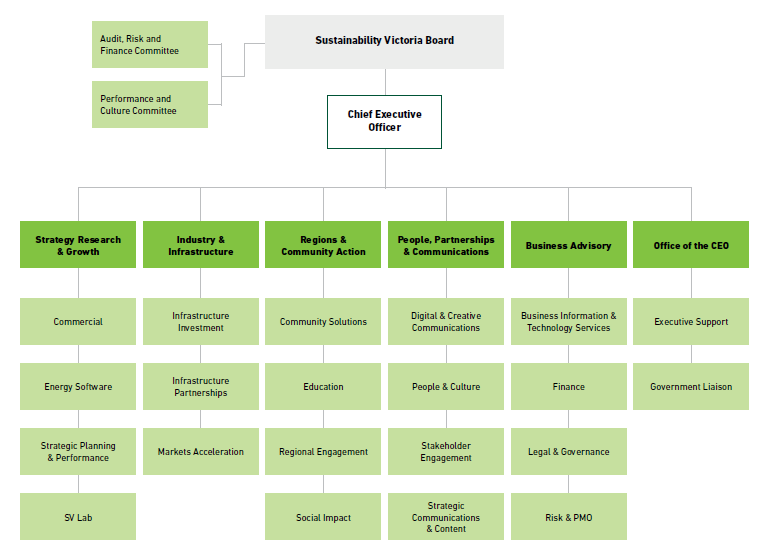 Audit, Risk and
Finance Committee
Sustainability Victoria Board
Performance and
Culture Committee
Chief Executive
Officer
Strategy Research
& Growth
Industry &
Infrastructure
Regions &
Community Action
People, Partnerships
& Communications
Business Advisory
Office of the CEO
Commercial
Infrastructure
Investment
Community Solutions
Digital & Creative
Communications
Business Information &
Technology Services
Executive Support
Energy Software
Infrastructure
Partnerships
Education
People & Culture
Finance
Government Liaison
Strategic Planning
& Performance
Markets Acceleration
Regional Engagement
Stakeholder
Engagement
Legal & Governance
SV Lab
Social Impact
Strategic
Communications
& Content
Risk & PMO